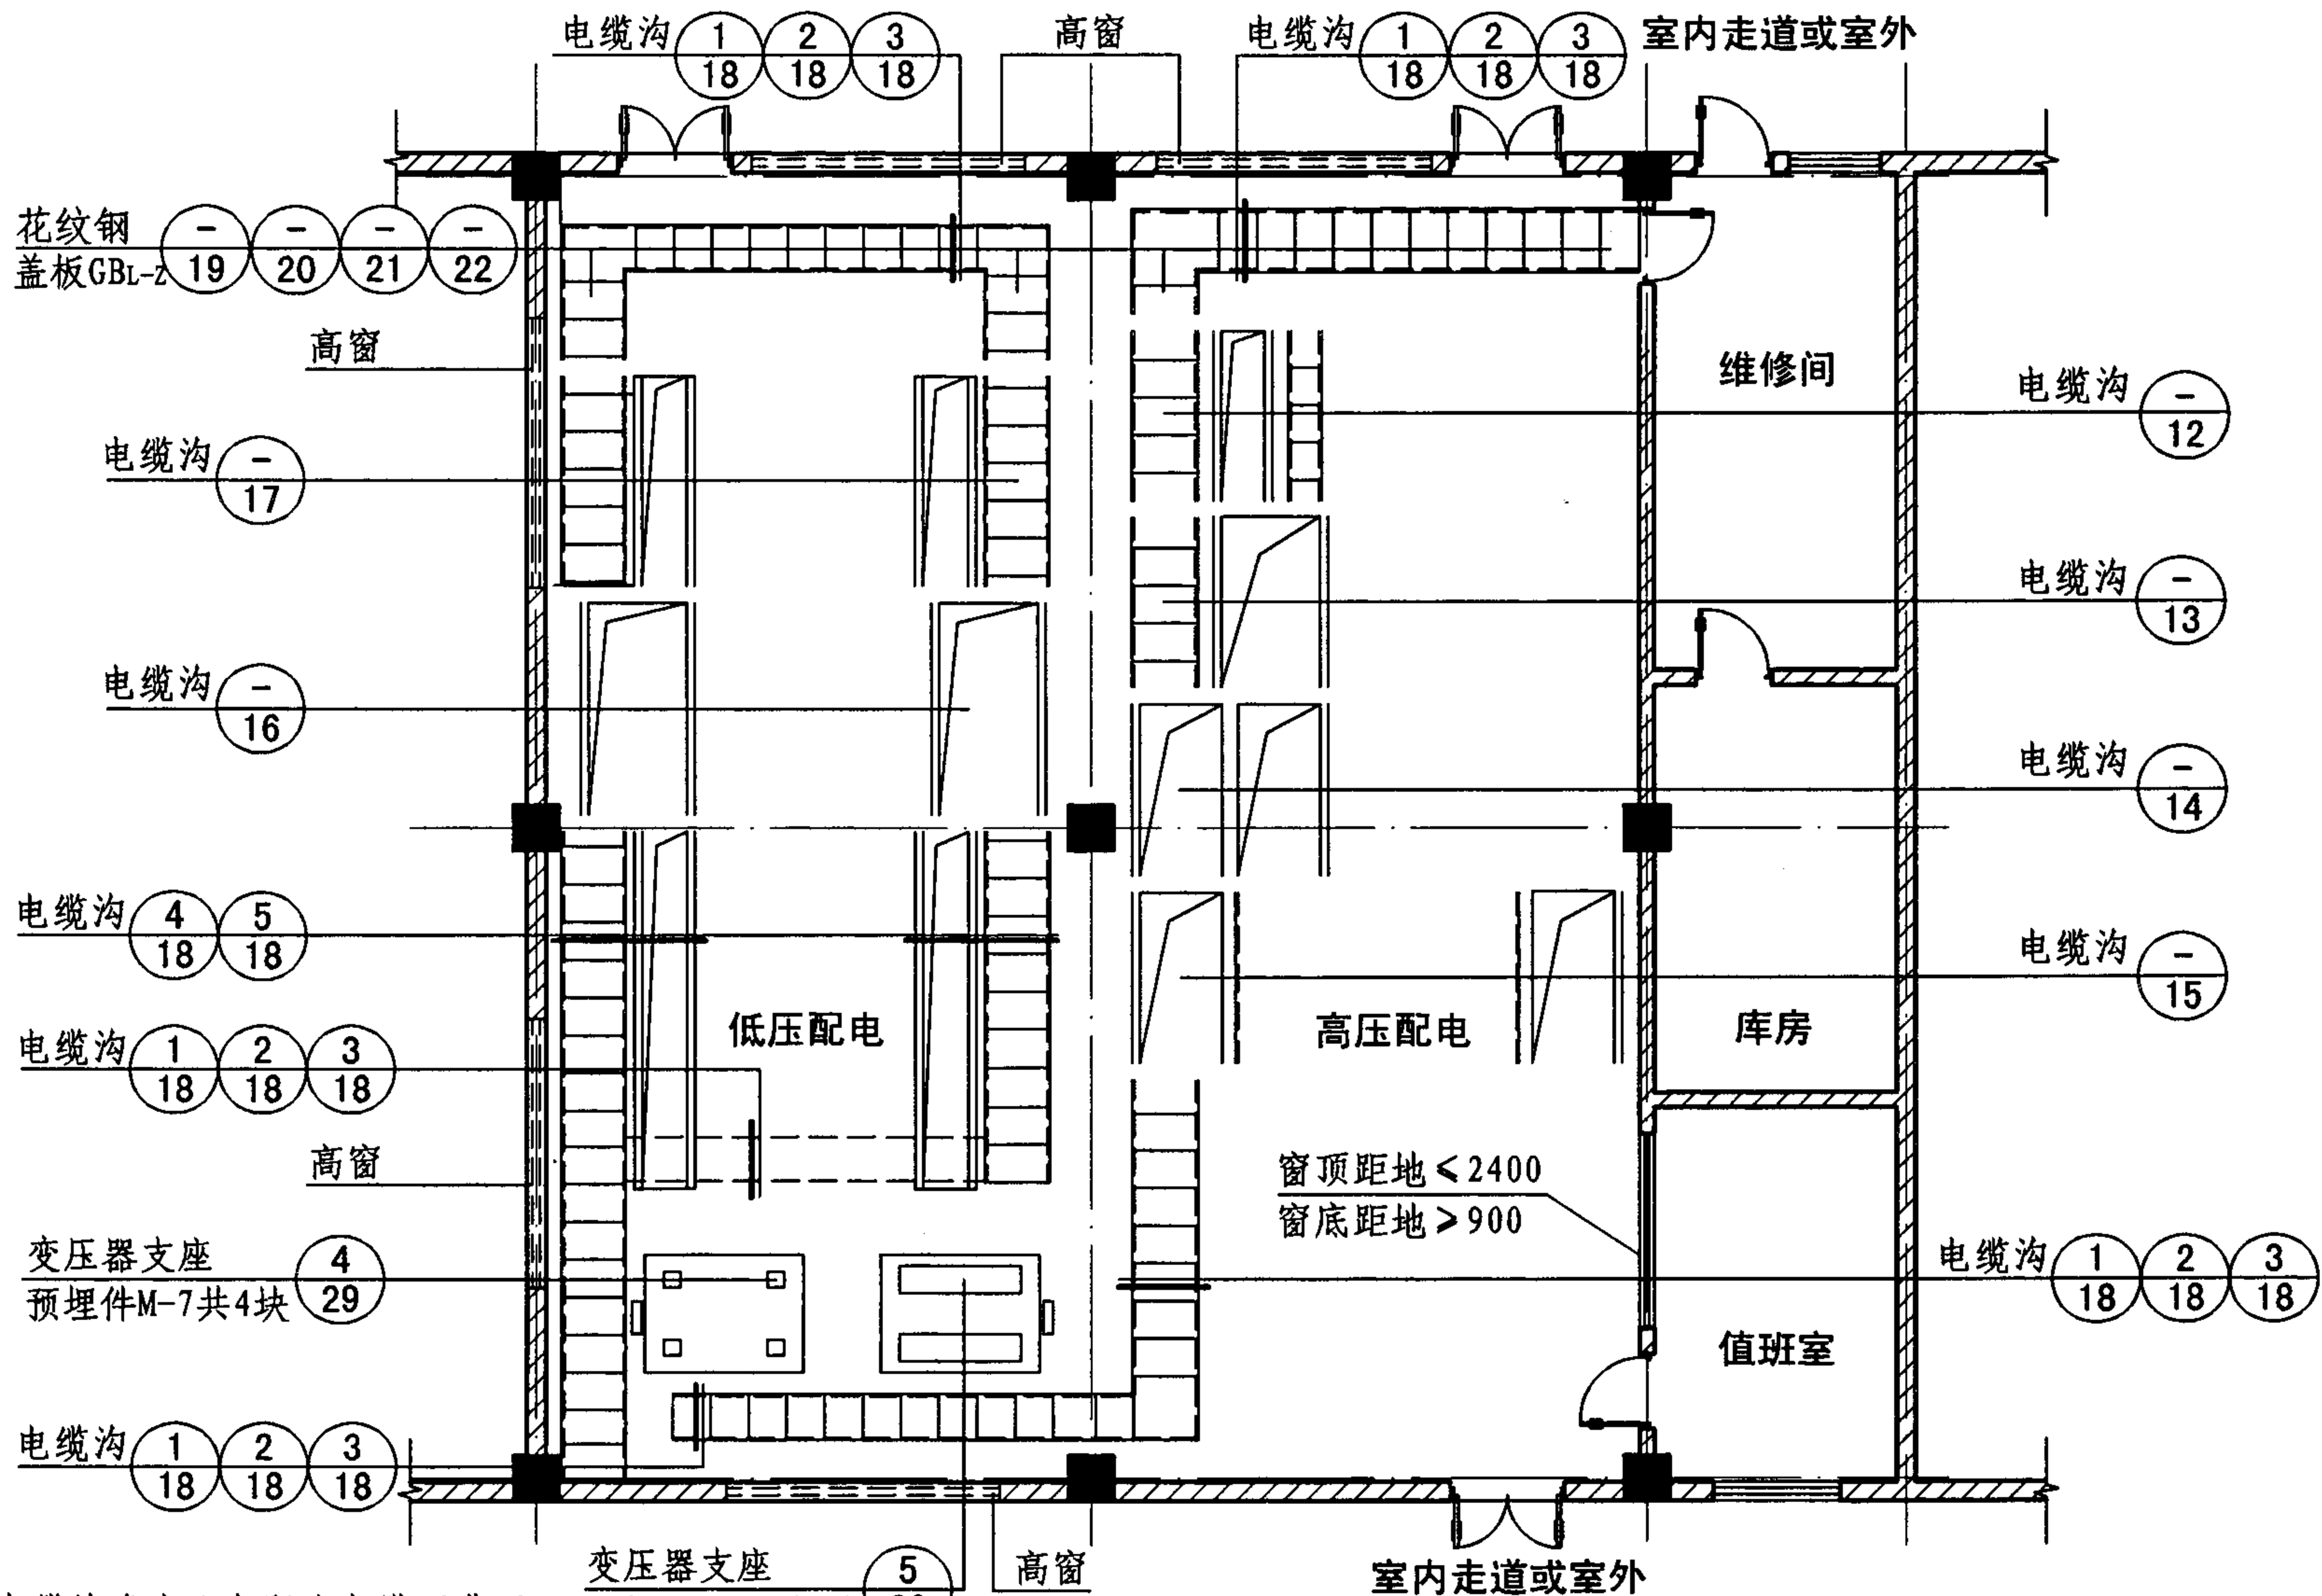 电缆沟 1/18 2/18 3/18
高窗
电缆沟 1/18 2/18 3/18
室内走道或室外
花纹钢
盖板GBL-Z -/19 -/20 -/21 -/22
高窗
维修间
电缆沟 -/12
电缆沟 -/17
电缆沟 -/13
电缆沟 -/16
电缆沟 -/14
电缆沟 4/18 5/18
电缆沟 -/15
低压配电
高压配电
库房
电缆沟 1/18 2/18 3/18
高窗
窗顶距地≤2400
窗底距地≥900
变压器支座 4/29
预埋件M-7共4块
电缆沟 1/18 2/18 3/18
值班室
电缆沟 1/18 2/18 3/18
变压器支座 5
高窗
室内走道或室外